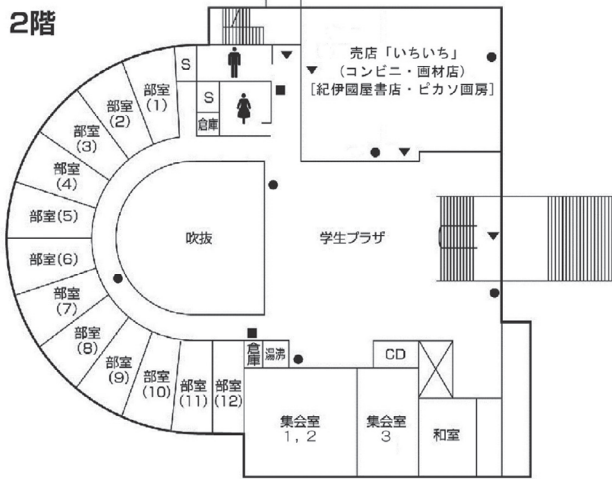 2階
売店「いちいち」
(コンビニ・画材店)
[紀伊國屋書店・ピカソ画房]
S
S
倉庫
部室
(1)
部室
(2)
部室
(3)
部室
(4)
部室(5)
部室(6)
部室
(7)
部室
(8)
部室
(9)
部室
(10)
部室
(11)
部室
(12)
吹抜
学生プラザ
倉庫
湯沸
CD
集会室
1, 2
集会室
3
和室